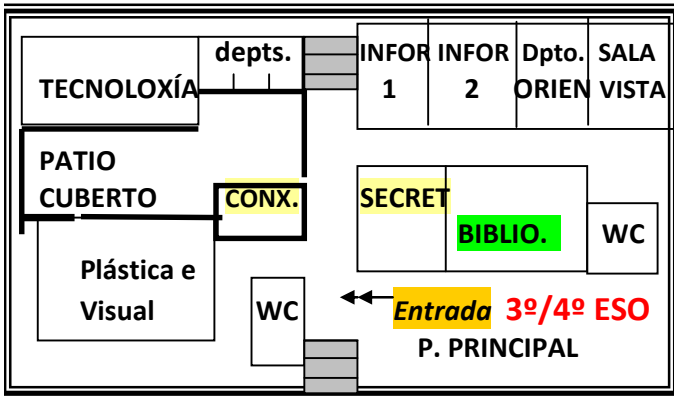 depts.
TECNOLOXÍA
INFOR 1
INFOR 2
Dpto. ORIEN
SALA VISTA
PATIO
CUBERTO
CONX.
SECRET
BIBLIO.
WC
Plástica e
Visual
WC
Entrada 3º/4º ESO
P. PRINCIPAL